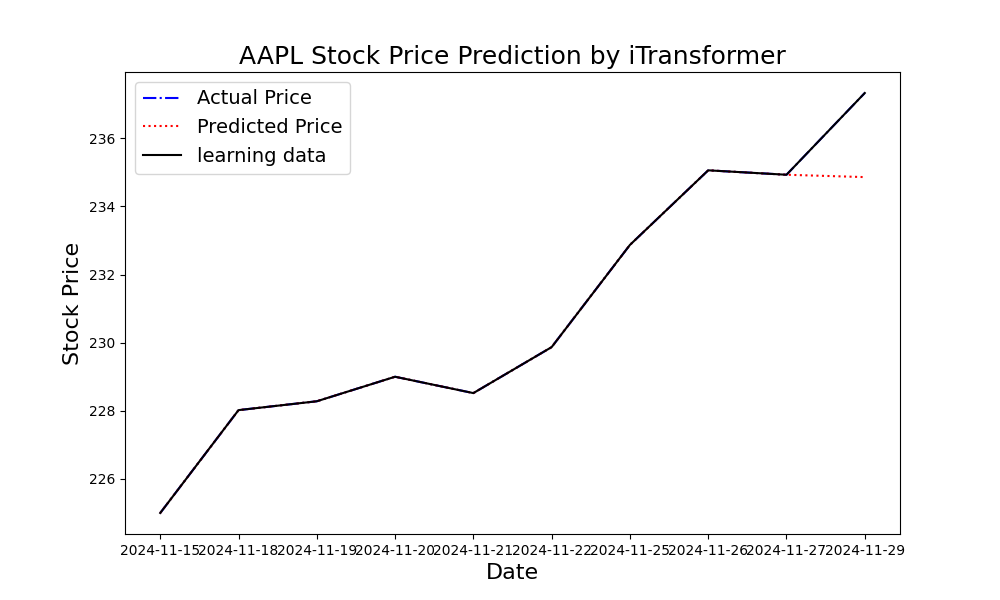 AAPL Stock Price Prediction by iTransformer
Actual Price
Predicted Price
learning data
Stock Price
236
234
232
230
228
226
2024-11-15 2024-11-18 2024-11-19 2024-11-20 2024-11-21 2024-11-22 2024-11-25 2024-11-26 2024-11-27 2024-11-29
Date